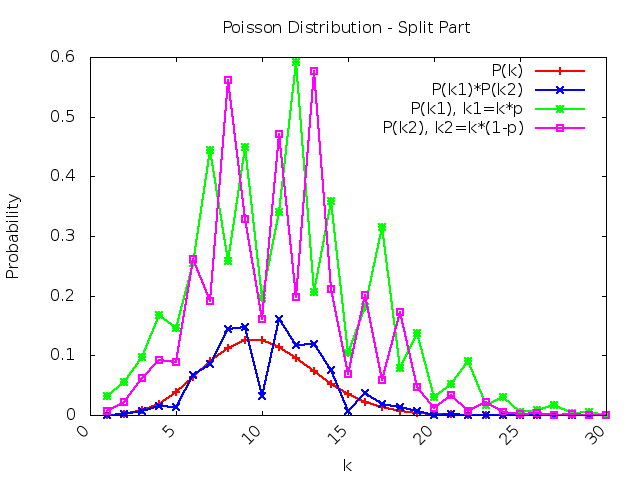 Poisson Distribution - Split Part
P(k)
P(k1)*P(k2)
P(k1), k1=k*p
P(k2), k2=k*(1-p)
Probability
0.6
0.5
0.4
0.3
0.2
0.1
0
0 5 10 15 20 25 30
k